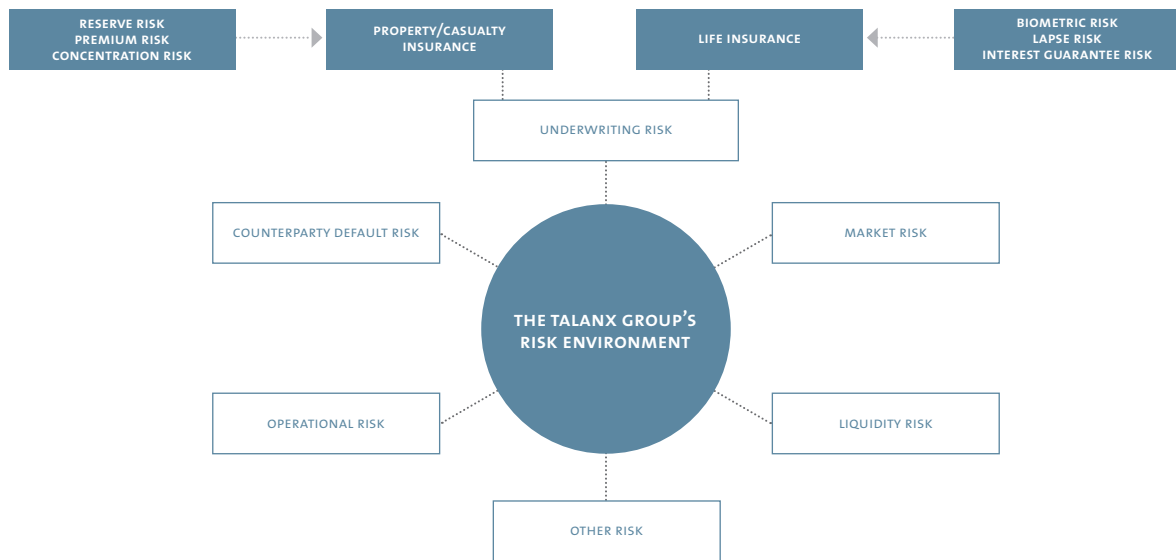 RESERVE RISK
PREMIUM RISK
CONCENTRATION RISK
PROPERTY/CASUALTY
INSURANCE
LIFE INSURANCE
BIOMETRIC RISK
LAPSE RISK
INTEREST GUARANTEE RISK
UNDERWRITING RISK
COUNTERPARTY DEFAULT RISK
MARKET RISK
THE TALANX GROUP’S
RISK ENVIRONMENT
OPERATIONAL RISK
LIQUIDITY RISK
OTHER RISK